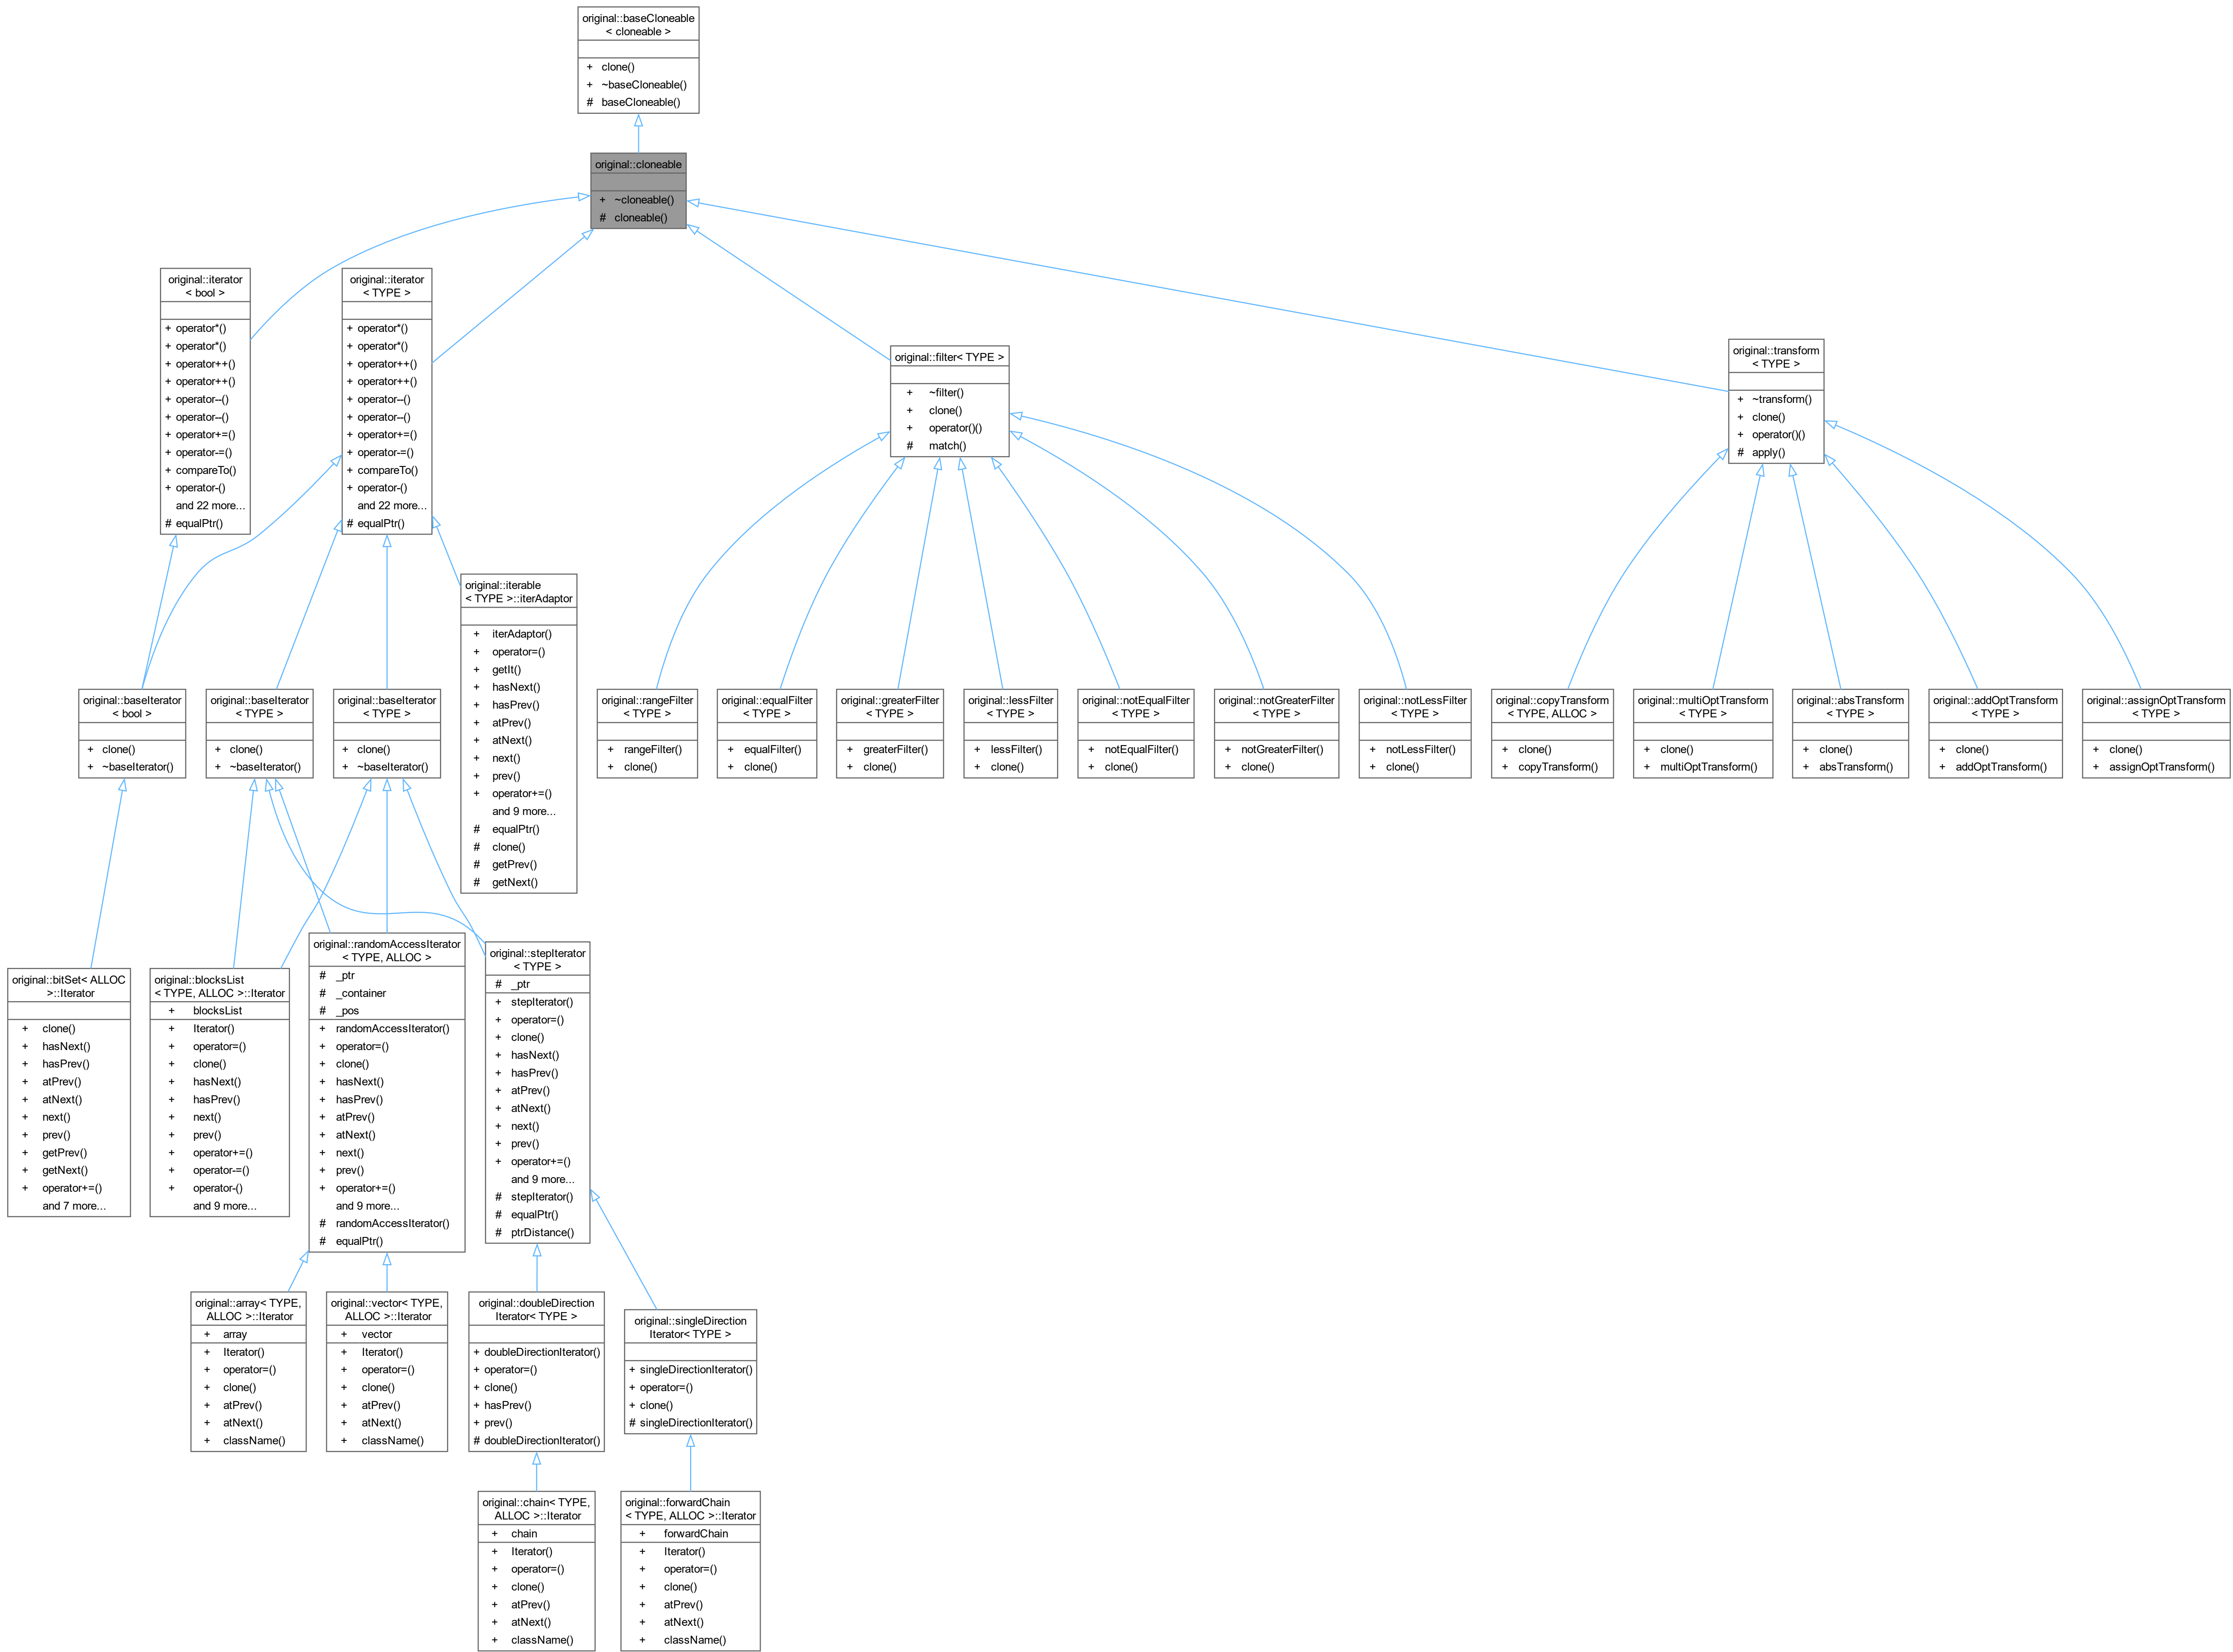 original::baseCloneable
< cloneable >
+ clone()
+ ~baseCloneable()
# baseCloneable()
original::cloneable
+ ~cloneable()
# cloneable()
original::iterator
< bool >
+ operator*()
+ operator*()
+ operator++()
+ operator++()
+ operator--()
+ operator--()
+ operator+=()
+ operator-=()
+ compareTo()
+ operator-()
and 22 more...
# equalPtr()
original::iterator
< TYPE >
+ operator*()
+ operator*()
+ operator++()
+ operator++()
+ operator--()
+ operator--()
+ operator+=()
+ operator-=()
+ compareTo()
+ operator-()
and 22 more...
# equalPtr()
original::filter< TYPE >
+ ~filter()
+ clone()
+ operator()()
# match()
original::transform
< TYPE >
+ ~transform()
+ clone()
+ operator()()
# apply()
original::iterable
< TYPE >::iterAdaptor
+ iterAdaptor()
+ operator=()
+ getIt()
+ hasNext()
+ hasPrev()
+ atPrev()
+ atNext()
+ next()
+ prev()
+ operator+=()
and 9 more...
# equalPtr()
# clone()
# getPrev()
# getNext()
original::baseIterator
< bool >
+ clone()
+ ~baseIterator()
original::baseIterator
< TYPE >
+ clone()
+ ~baseIterator()
original::baseIterator
< TYPE >
+ clone()
+ ~baseIterator()
original::rangeFilter
< TYPE >
+ rangeFilter()
+ clone()
original::equalFilter
< TYPE >
+ equalFilter()
+ clone()
original::greaterFilter
< TYPE >
+ greaterFilter()
+ clone()
original::lessFilter
< TYPE >
+ lessFilter()
+ clone()
original::notEqualFilter
< TYPE >
+ notEqualFilter()
+ clone()
original::notGreaterFilter
< TYPE >
+ notGreaterFilter()
+ clone()
original::notLessFilter
< TYPE >
+ notLessFilter()
+ clone()
original::copyTransform
< TYPE, ALLOC >
+ clone()
+ copyTransform()
original::multiOptTransform
< TYPE >
+ clone()
+ multiOptTransform()
original::absTransform
< TYPE >
+ clone()
+ absTransform()
original::addOptTransform
< TYPE >
+ clone()
+ addOptTransform()
original::assignOptTransform
< TYPE >
+ clone()
+ assignOptTransform()
original::bitSet< ALLOC
>::Iterator
+ clone()
+ hasNext()
+ hasPrev()
+ atPrev()
+ atNext()
+ next()
+ prev()
+ getPrev()
+ getNext()
+ operator+=()
and 7 more...
original::blocksList
< TYPE, ALLOC >::Iterator
+ blocksList
+ Iterator()
+ operator=()
+ clone()
+ hasNext()
+ hasPrev()
+ next()
+ prev()
+ operator+=()
+ operator-=()
+ operator-()
and 9 more...
original::randomAccessIterator
< TYPE, ALLOC >
# _ptr
# _container
# _pos
+ randomAccessIterator()
+ operator=()
+ clone()
+ hasNext()
+ hasPrev()
+ atPrev()
+ atNext()
+ next()
+ prev()
+ operator+=()
and 9 more...
# randomAccessIterator()
# equalPtr()
original::stepIterator
< TYPE >
# _ptr
+ stepIterator()
+ operator=()
+ clone()
+ hasNext()
+ hasPrev()
+ atPrev()
+ atNext()
+ next()
+ prev()
+ operator+=()
and 9 more...
# stepIterator()
# equalPtr()
# ptrDistance()
original::array< TYPE,
ALLOC >::Iterator
+ array
+ Iterator()
+ operator=()
+ clone()
+ atPrev()
+ atNext()
+ className()
original::vector< TYPE,
ALLOC >::Iterator
+ vector
+ Iterator()
+ operator=()
+ clone()
+ atPrev()
+ atNext()
+ className()
original::doubleDirection
Iterator< TYPE >
+ doubleDirectionIterator()
+ operator=()
+ clone()
+ hasPrev()
+ prev()
# doubleDirectionIterator()
original::singleDirection
Iterator< TYPE >
+ singleDirectionIterator()
+ operator=()
+ clone()
# singleDirectionIterator()
original::chain< TYPE,
ALLOC >::Iterator
+ chain
+ Iterator()
+ operator=()
+ clone()
+ atPrev()
+ atNext()
+ className()
original::forwardChain
< TYPE, ALLOC >::Iterator
+ forwardChain
+ Iterator()
+ operator=()
+ clone()
+ atPrev()
+ atNext()
+ className()